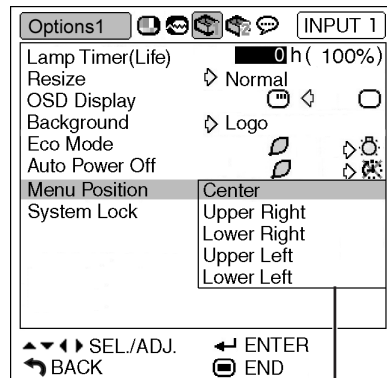 Options1 INPUT 1
Lamp Timer(Life) 0 h( 100%)
Resize Normal
OSD Display
Background Logo
Eco Mode
Auto Power Off
Menu Position Center
System Lock Upper Right
Lower Right
Upper Left
Lower Left
SEL./ADJ. ENTER
BACK END